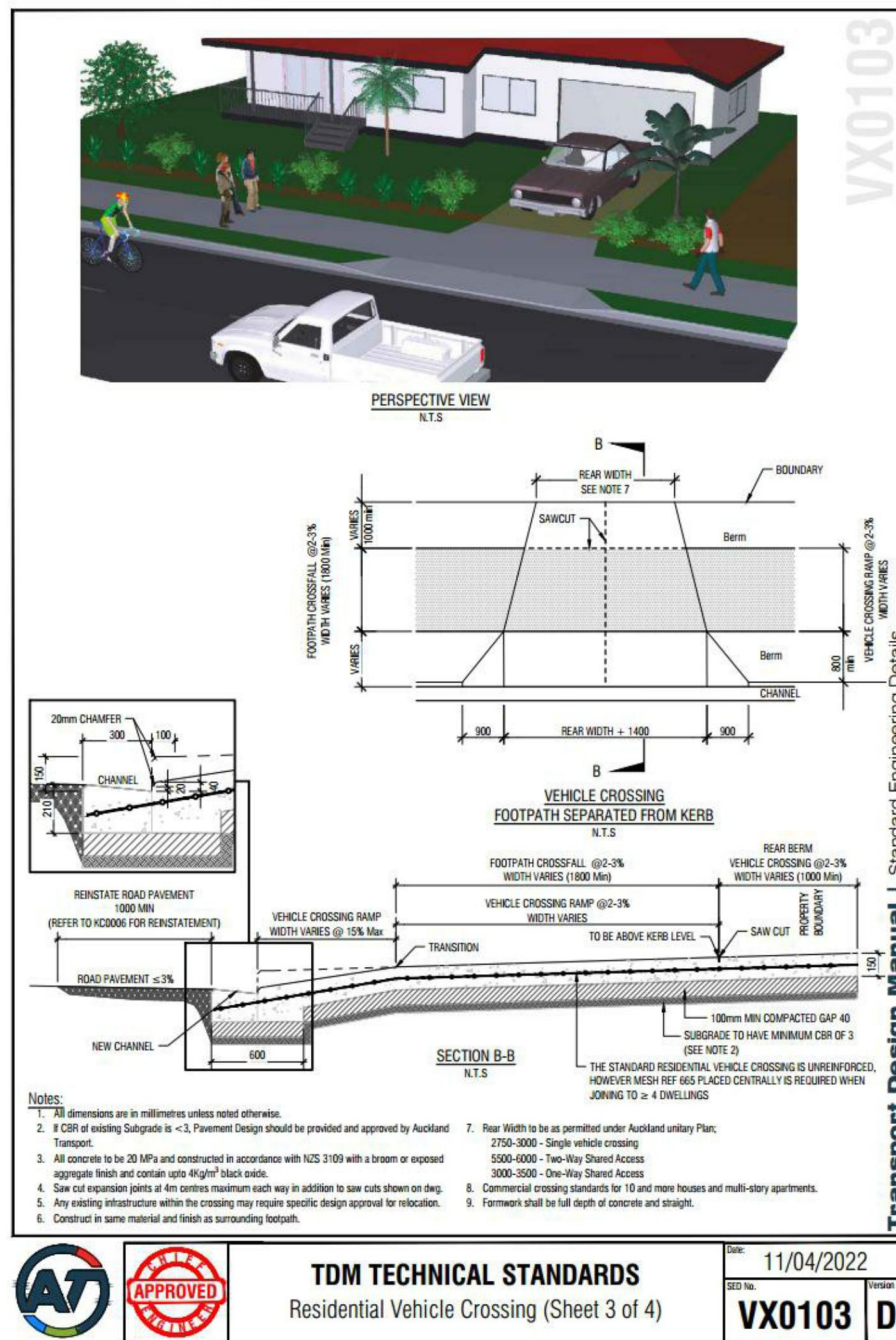 VX0103
PERSPECTIVE VIEW
N.T.S
B
REAR WIDTH
SEE NOTE 7
BOUNDARY
SAWCUT
Berm
VARIES
1000 min
FOOTPATH CROSSFALL @2-3%
WIDTH VARIES (1800 Min)
VARIES
VEHICLE CROSSING RAMP @2-3%
WIDTH VARIES
Berm
800
min
CHANNEL
900
REAR WIDTH + 1400
900
B
VEHICLE CROSSING
FOOTPATH SEPARATED FROM KERB
N.T.S
20mm CHAMFER
300
100
150
CHANNEL
20
40
210
REINSTATE ROAD PAVEMENT
1000 MIN
(REFER TO KC0006 FOR REINSTATEMENT)
ROAD PAVEMENT ≤3%
VEHICLE CROSSING RAMP
WIDTH VARIES @ 15% Max
FOOTPATH CROSSFALL @2-3%
WIDTH VARIES (1800 Min)
VEHICLE CROSSING RAMP @2-3%
WIDTH VARIES
REAR BERM
VEHICLE CROSSING @2-3%
WIDTH VARIES (1000 Min)
TRANSITION
TO BE ABOVE KERB LEVEL
SAW CUT
PROPERTY
BOUNDARY
150
NEW CHANNEL
600
SECTION B-B
N.T.S
100mm MIN COMPACTED GAP 40
SUBGRADE TO HAVE MINIMUM CBR OF 3
(SEE NOTE 2)
THE STANDARD RESIDENTIAL VEHICLE CROSSING IS UNREINFORCED,
HOWEVER MESH REF 665 PLACED CENTRALLY IS REQUIRED WHEN
JOINING TO ≥ 4 DWELLINGS
Transport Design Manual | Standard Engineering Details
Notes:
1. All dimensions are in millimetres unless noted otherwise.
2. If CBR of existing Subgrade is <3, Pavement Design should be provided and approved by Auckland
Transport.
3. All concrete to be 20 MPa and constructed in accordance with NZS 3109 with a broom or exposed
aggregate finish and contain upto 4Kg/m³ black oxide.
4. Saw cut expansion joints at 4m centres maximum each way in addition to saw cuts shown on dwg.
5. Any existing infrastructure within the crossing may require specific design approval for relocation.
6. Construct in same material and finish as surrounding footpath.
7. Rear Width to be as permitted under Auckland unitary Plan;
2750-3000 - Single vehicle crossing
5500-6000 - Two-Way Shared Access
3000-3500 - One-Way Shared Access
8. Commercial crossing standards for 10 and more houses and multi-story apartments.
9. Formwork shall be full depth of concrete and straight.
AT
CHIEF
APPROVED
ENGINEER
TDM TECHNICAL STANDARDS
Residential Vehicle Crossing (Sheet 3 of 4)
Date:
11/04/2022
SED No.
VX0103
Version
D